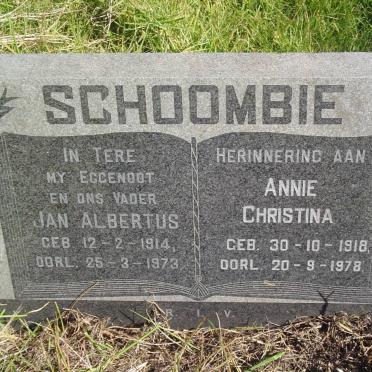 SCHOOMBIE
IN TERE
MY EGGENOOT
EN ONS VADER
JAN ALBERTUS
GEB. 12-2-1914,
OORL. 25-3-1973
HERINNERING AAN
ANNIE
CHRISTINA
GEB. 30-10-1918,
OORL. 20-9-1978
R.I.V.